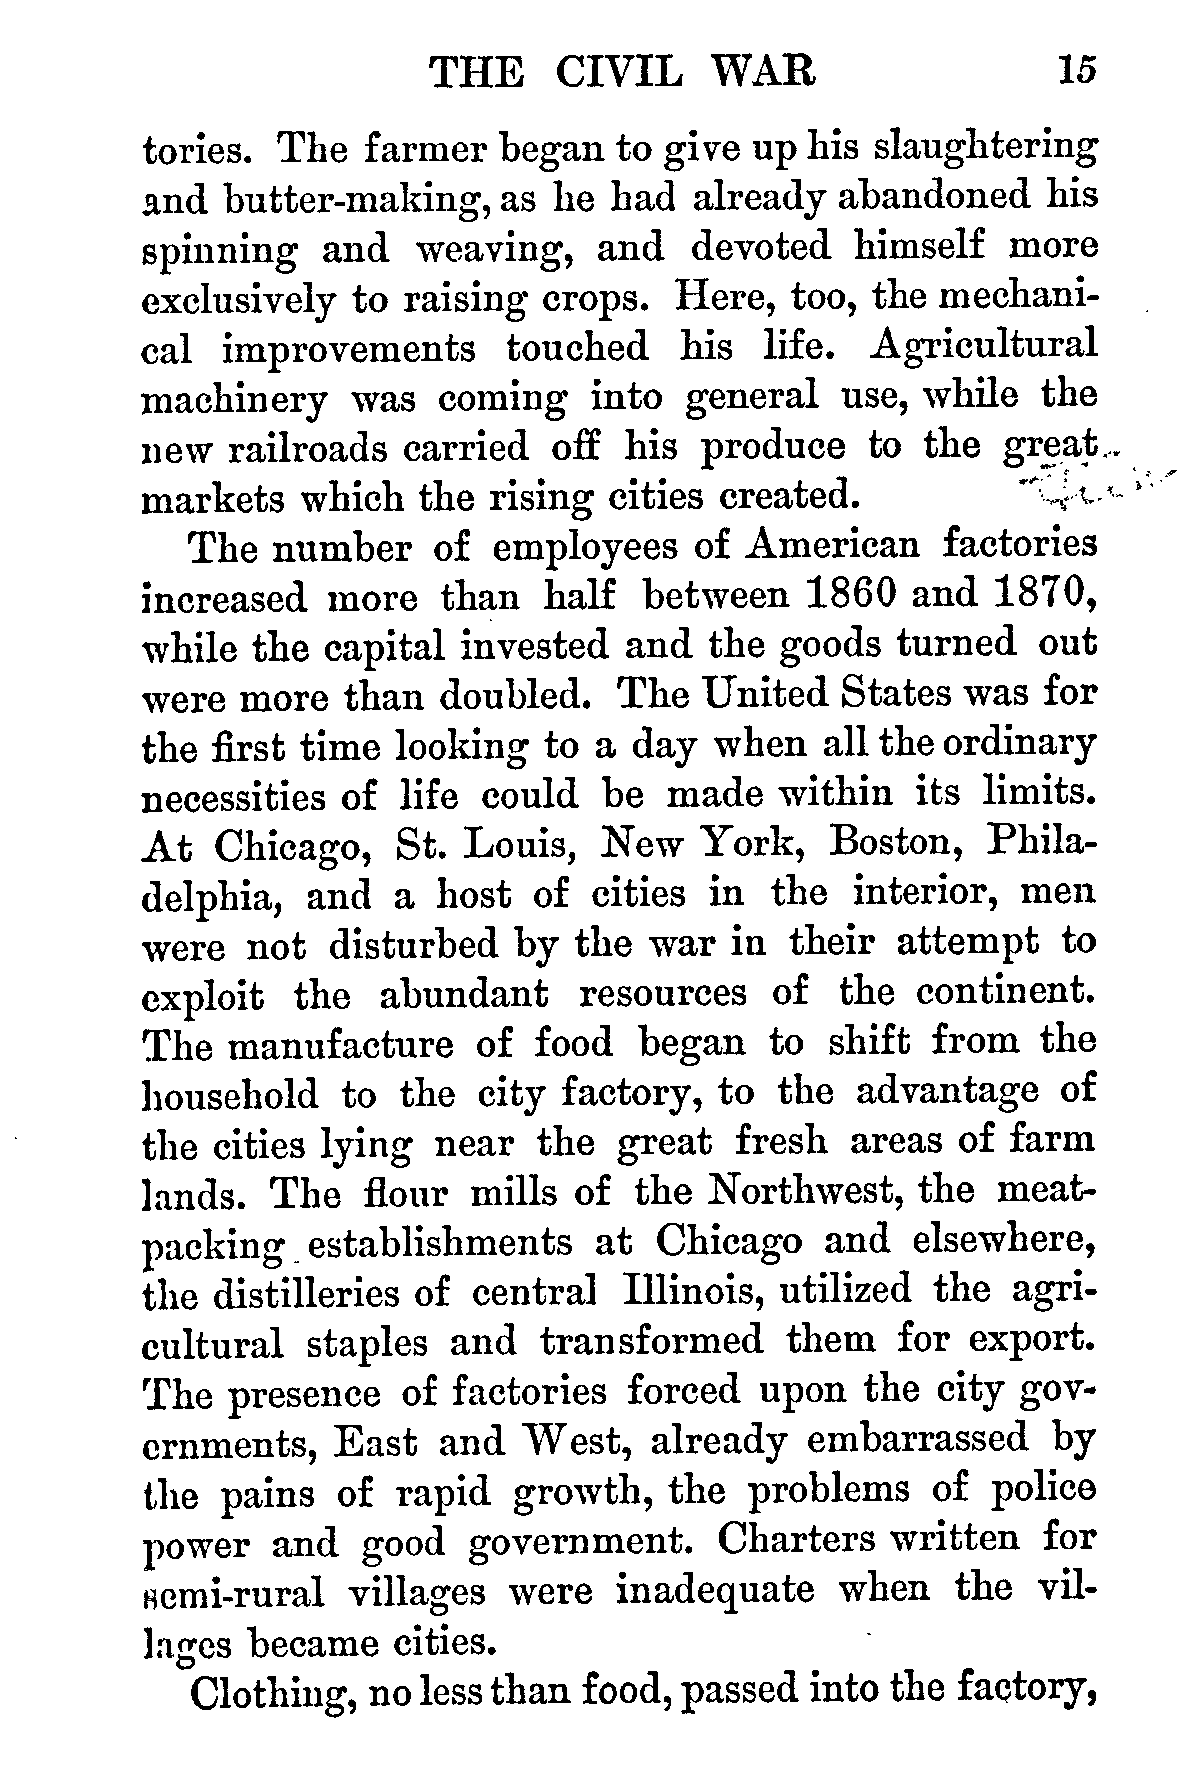 THE CIVIL WAR 15
tories. The farmer began to give up his slaughtering
and butter-making, as he had already abandoned his
spinning and weaving, and devoted himself more
exclusively to raising crops. Here, too, the mechani-
cal improvements touched his life. Agricultural
machinery was coming into general use, while the
new railroads carried off his produce to the great
markets which the rising cities created.
The number of employees of American factories
increased more than half between 1860 and 1870,
while the capital invested and the goods turned out
were more than doubled. The United States was for
the first time looking to a day when all the ordinary
necessities of life could be made within its limits.
At Chicago, St. Louis, New York, Boston, Phila-
delphia, and a host of cities in the interior, men
were not disturbed by the war in their attempt to
exploit the abundant resources of the continent.
The manufacture of food began to shift from the
household to the city factory, to the advantage of
the cities lying near the great fresh areas of farm
lands. The flour mills of the Northwest, the meat-
packing establishments at Chicago and elsewhere,
the distilleries of central Illinois, utilized the agri-
cultural staples and transformed them for export.
The presence of factories forced upon the city gov-
ernments, East and West, already embarrassed by
the pains of rapid growth, the problems of police
power and good government. Charters written for
semi-rural villages were inadequate when the vil-
lages became cities.
Clothing, no less than food, passed into the factory,